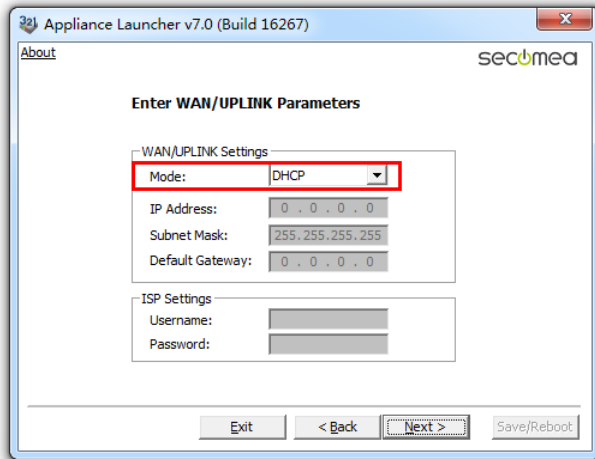 Appliance Launcher v7.0 (Build 16267)
About
secomea
Enter WAN/UPLINK Parameters
WAN/UPLINK Settings
Mode: DHCP
IP Address: 0 . 0 . 0 . 0
Subnet Mask: 255.255.255.255
Default Gateway: 0 . 0 . 0 . 0
ISP Settings
Username:
Password:
Exit < Back Next > Save/Reboot